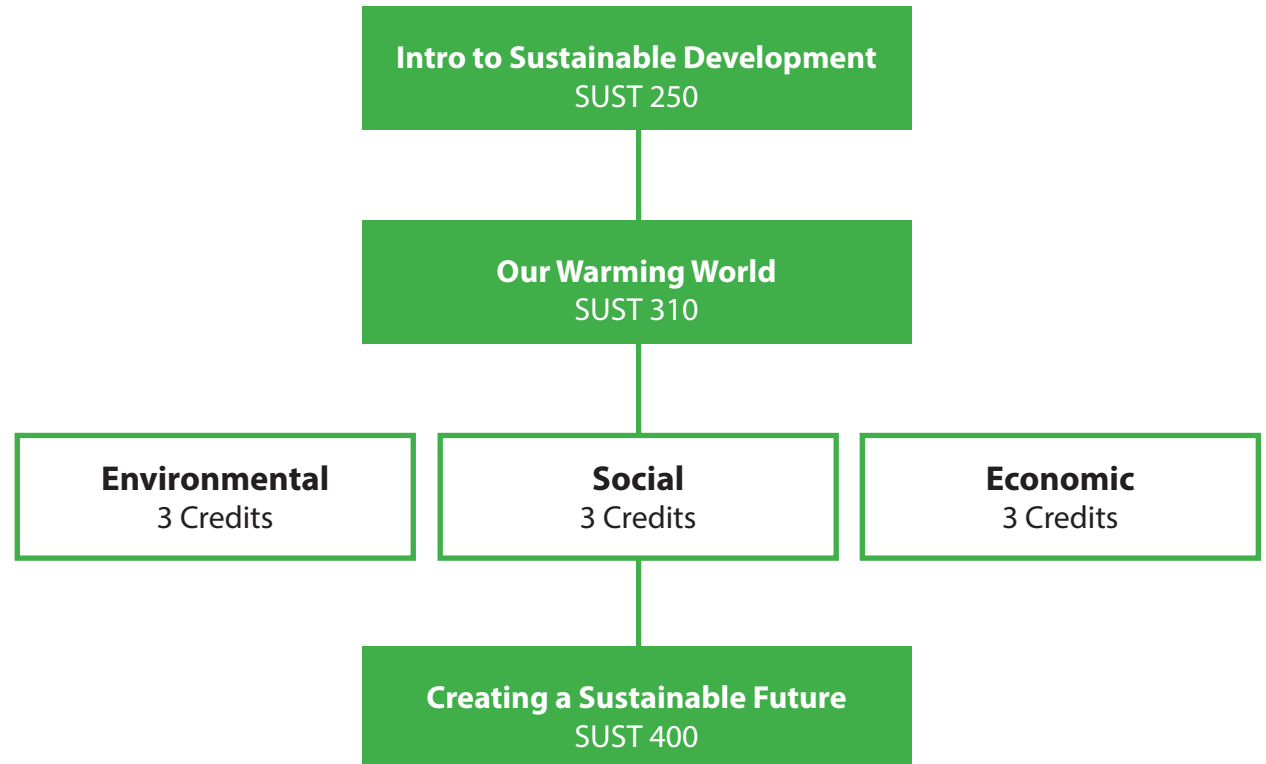 Intro to Sustainable Development
SUST 250
Our Warming World
SUST 310
Environmental
3 Credits
Social
3 Credits
Economic
3 Credits
Creating a Sustainable Future
SUST 400